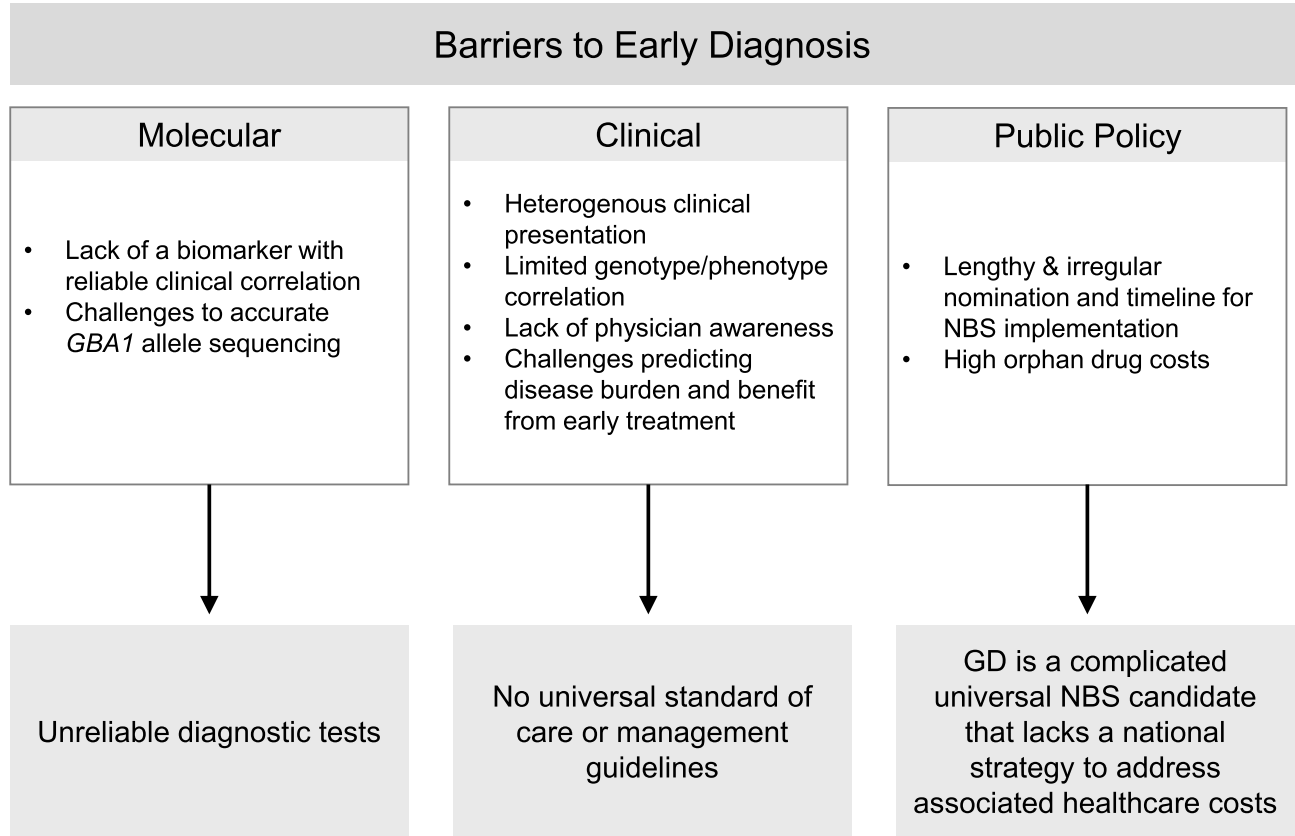 Barriers to Early Diagnosis
Molecular
• Lack of a biomarker with
reliable clinical correlation
• Challenges to accurate
GBA1 allele sequencing
Clinical
• Heterogenous clinical
presentation
• Limited genotype/phenotype
correlation
• Lack of physician awareness
• Challenges predicting
disease burden and benefit
from early treatment
Public Policy
• Lengthy & irregular
nomination and timeline for
NBS implementation
• High orphan drug costs
Unreliable diagnostic tests
No universal standard of
care or management
guidelines
GD is a complicated
universal NBS candidate
that lacks a national
strategy to address
associated healthcare costs